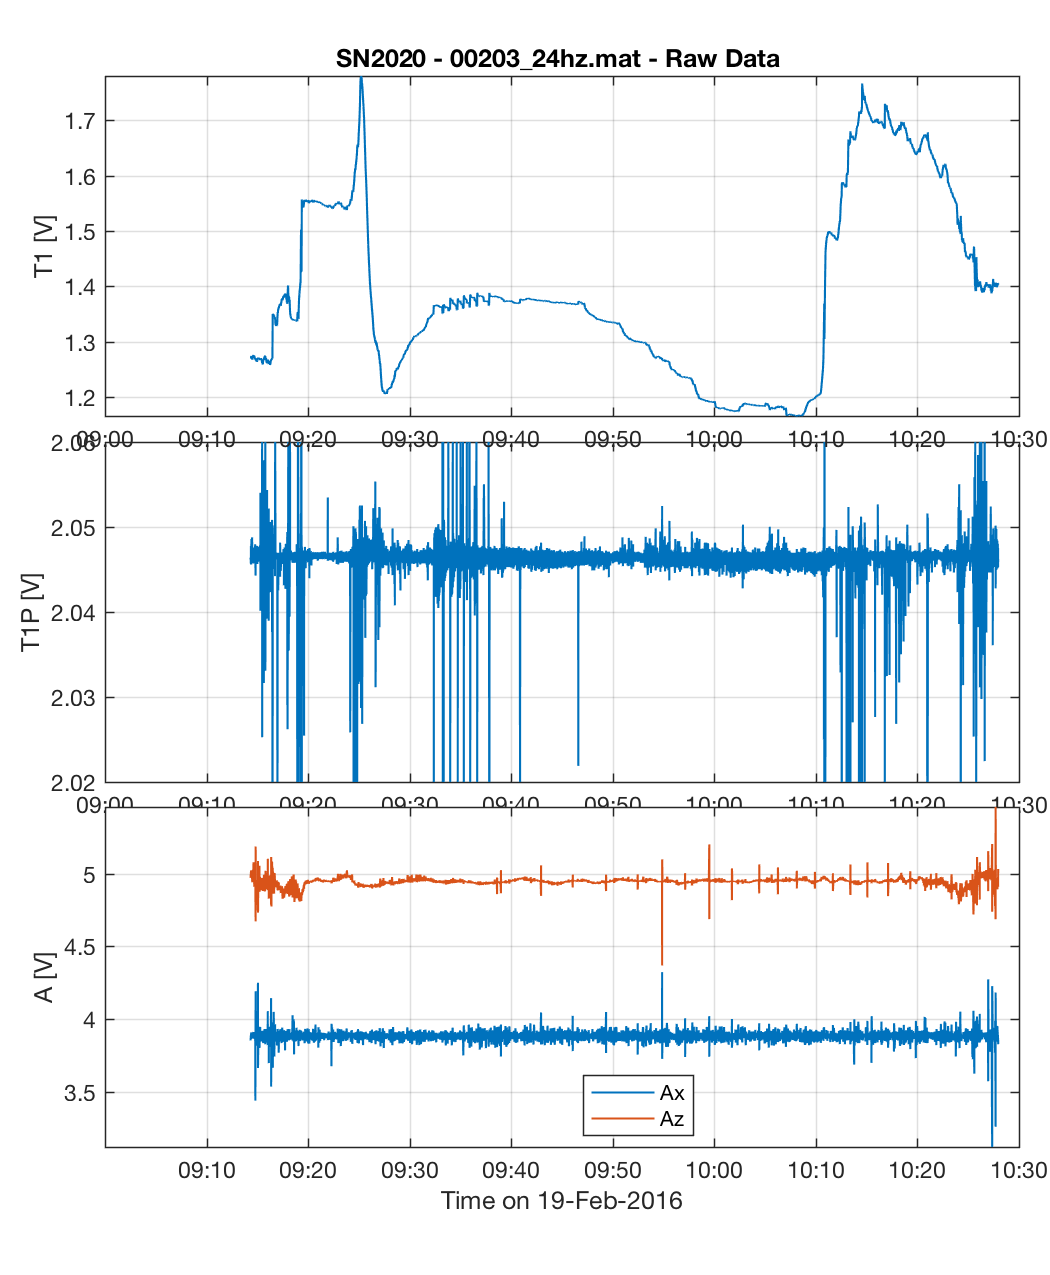 SN2020 - 00203_24hz.mat - Raw Data
T1 [V]
1.7
1.6
1.5
1.4
1.3
1.2
09:00 09:10 09:20 09:30 09:40 09:50 10:00 10:10 10:20 10:30
T1P [V]
2.06
2.05
2.04
2.03
2.02
09:00 09:10 09:20 09:30 09:40 09:50 10:00 10:10 10:20 10:30
A [V]
5
4.5
4
3.5
Ax
Az
09:10 09:20 09:30 09:40 09:50 10:00 10:10 10:20 10:30
Time on 19-Feb-2016